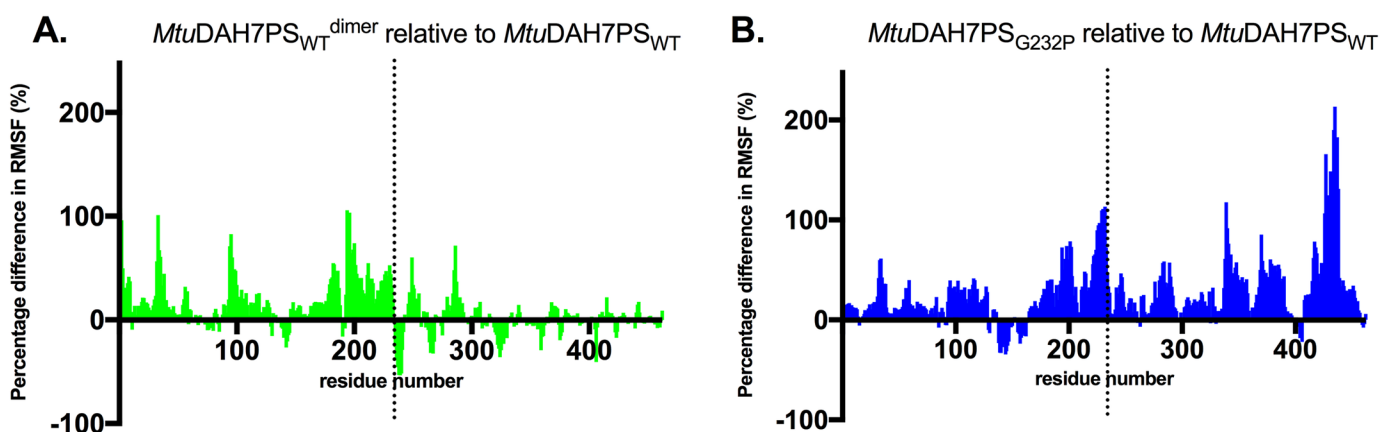 A.
MtuDAH7PSWTdimer relative to MtuDAH7PSWT
Percentage difference in RMSF (%)
200
100
0
-100
100
200
300
400
residue number
B.
MtuDAH7PSG232P relative to MtuDAH7PSWT
Percentage difference in RMSF (%)
200
100
0
-100
100
200
300
400
residue number